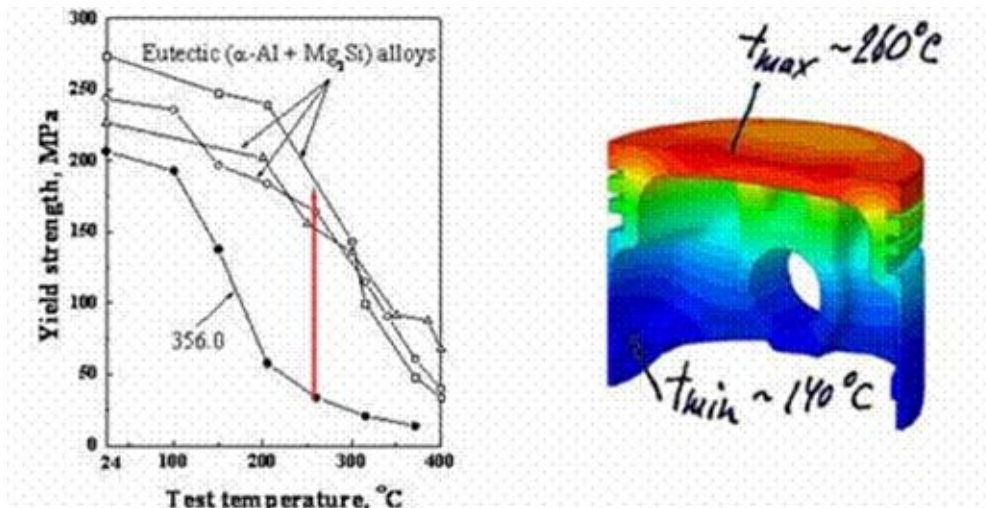 300
250
200
150
100
50
0
Yield strength, MPa
Eutectic (α-Al + Mg₂Si) alloys
356.0
24 100 200 300 400
Test temperature, °C
tmax ~260°C
tmin ~140°C